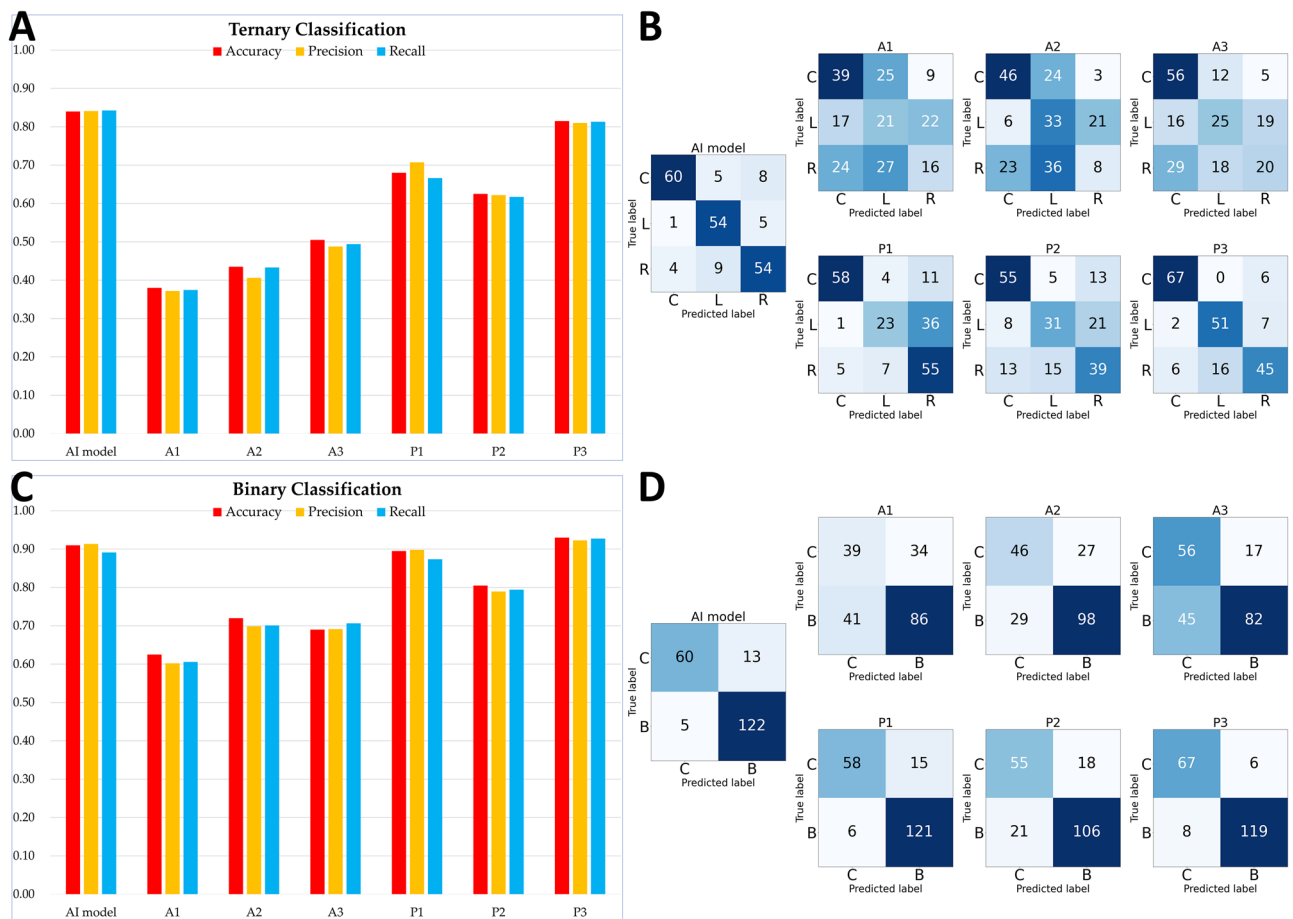 A
Ternary Classification
Accuracy Precision Recall
1.00
0.90
0.80
0.70
0.60
0.50
0.40
0.30
0.20
0.10
0.00
AI model A1 A2 A3 P1 P2 P3
B
AI model
True label
C 60 5 8
L 1 54 5
R 4 9 54
C L R
Predicted label
A1
True label
C 39 25 9
L 17 21 22
R 24 27 16
C L R
Predicted label
A2
True label
C 46 24 3
L 6 33 21
R 23 36 8
C L R
Predicted label
A3
True label
C 56 12 5
L 16 25 19
R 29 18 20
C L R
Predicted label
P1
True label
C 58 4 11
L 1 23 36
R 5 7 55
C L R
Predicted label
P2
True label
C 55 5 13
L 8 31 21
R 13 15 39
C L R
Predicted label
P3
True label
C 67 0 6
L 2 51 7
R 6 16 45
C L R
Predicted label
C
Binary Classification
Accuracy Precision Recall
1.00
0.90
0.80
0.70
0.60
0.50
0.40
0.30
0.20
0.10
0.00
AI model A1 A2 A3 P1 P2 P3
D
AI model
True label
C 60 13
B 5 122
C B
Predicted label
A1
True label
C 39 34
B 41 86
C B
Predicted label
A2
True label
C 46 27
B 29 98
C B
Predicted label
A3
True label
C 56 17
B 45 82
C B
Predicted label
P1
True label
C 58 15
B 6 121
C B
Predicted label
P2
True label
C 55 18
B 21 106
C B
Predicted label
P3
True label
C 67 6
B 8 119
C B
Predicted label